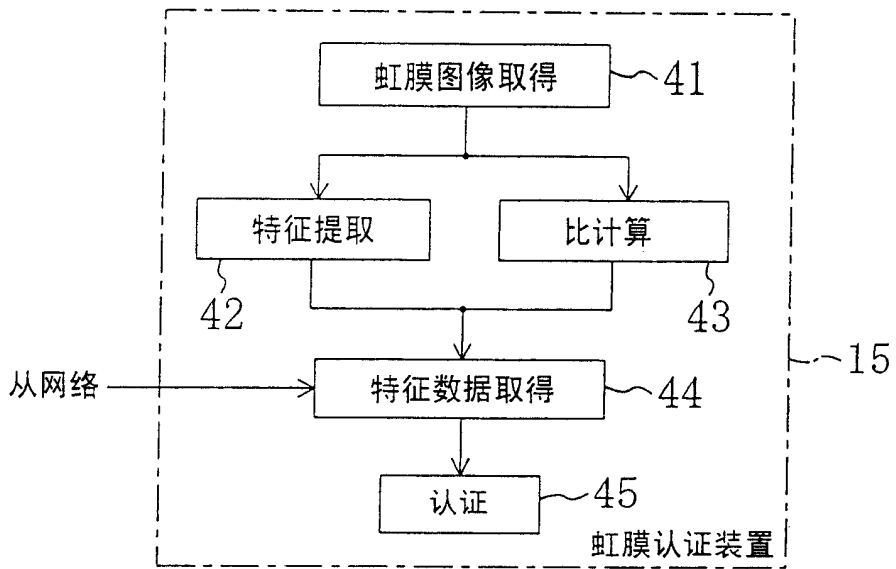 虹膜图像取得
41
特征提取
比计算
42
43
15
从网络
特征数据取得
44
认证
45
虹膜认证装置